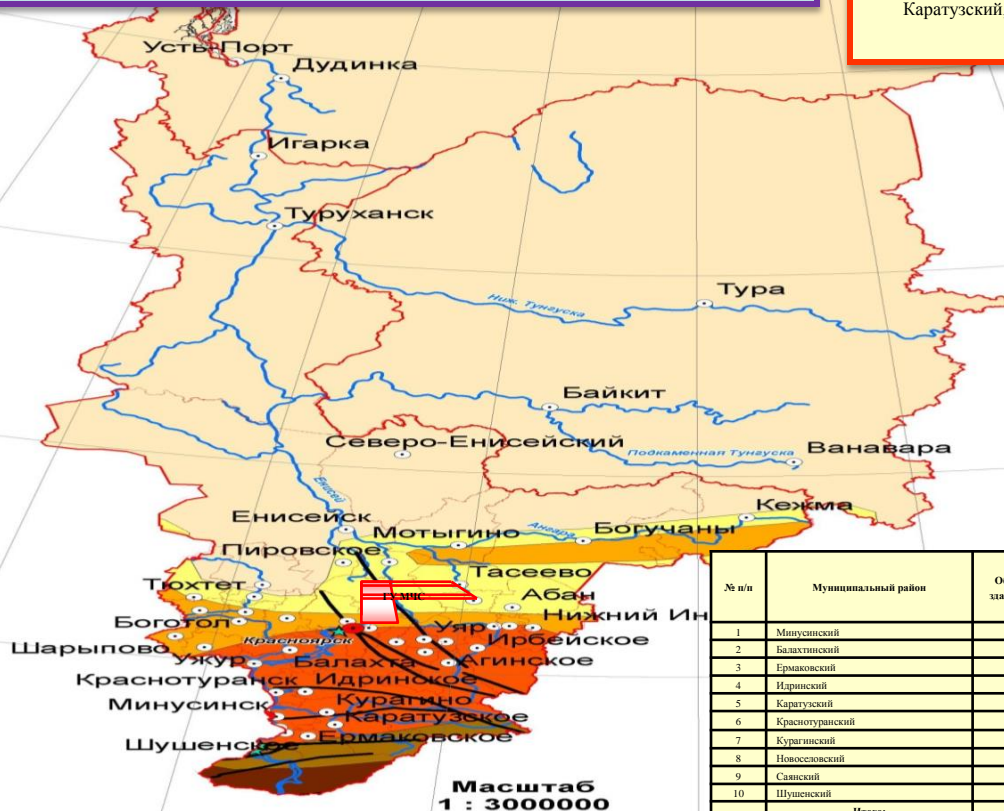 Каратузский
Усть-Порт
Дудинка
Игарка
Туруханск
Тура
Ниж. Тунгуска
Байкит
Северо-Енисейский
Подкаменная Тунгуска
Ванавара
Енисей
Кежма
Енисейск
Мотыгино
Ангара
Богучаны
Пировское
Тасеево
Тюхтет
ГУ МЧС
Абан
Боготол
Нижний Ин
Красноярск
Уяр
Ирбейское
Шарыпово
Ужур
Балахта
Агинское
Краснотуранск
Идринское
Минусинск
Курагино
Каратузское
Шушенское
Ермаковское
Масштаб
1 : 3000000
№ п/п Муниципальный район
1 Минусинский
2 Балахтинский
3 Ермаковский
4 Идринский
5 Каратузский
6 Краснотуранский
7 Курагинский
8 Новоселовский
9 Саянский
10 Шушенский
Итого: